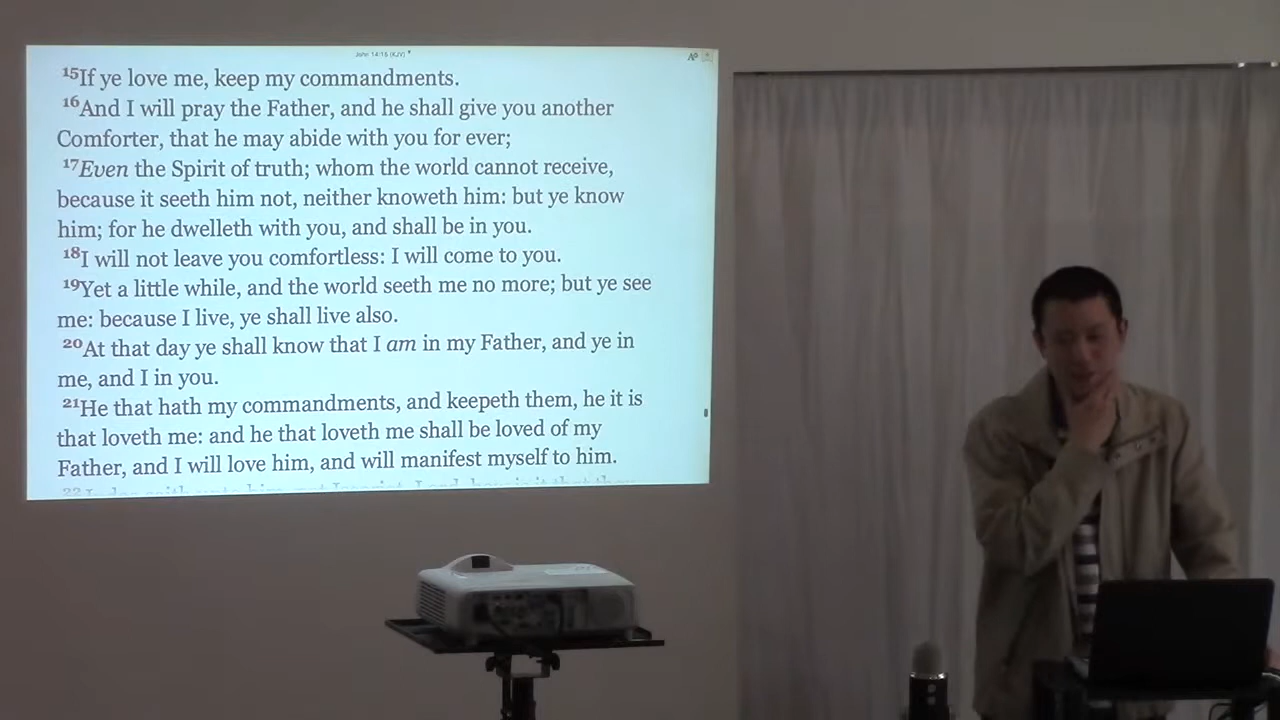 John 14:15 (KJV)
15If ye love me, keep my commandments.
16And I will pray the Father, and he shall give you another
Comforter, that he may abide with you for ever;
17Even the Spirit of truth; whom the world cannot receive,
because it seeth him not, neither knoweth him: but ye know
him; for he dwelleth with you, and shall be in you.
18I will not leave you comfortless: I will come to you.
19Yet a little while, and the world seeth me no more; but ye see
me: because I live, ye shall live also.
20At that day ye shall know that I am in my Father, and ye in
me, and I in you.
21He that hath my commandments, and keepeth them, he it is
that loveth me: and he that loveth me shall be loved of my
Father, and I will love him, and will manifest myself to him.